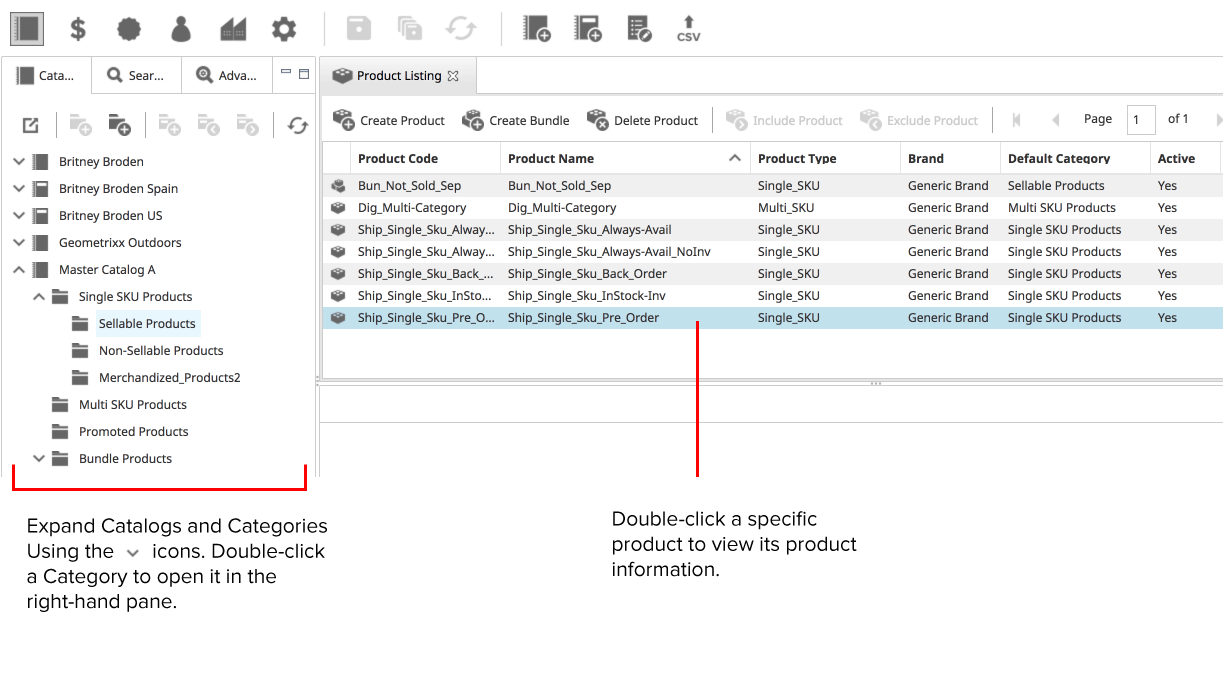 $
CSV
Cata...
Sear...
Adva...
Product Listing
Create Product
Create Bundle
Delete Product
Include Product
Exclude Product
Page 1 of 1
Britney Broden
Britney Broden Spain
Britney Broden US
Geometrixx Outdoors
Master Catalog A
Single SKU Products
Sellable Products
Non-Sellable Products
Merchandized_Products2
Multi SKU Products
Promoted Products
Bundle Products
Product Code Product Name Product Type Brand Default Category Active
Bun_Not_Sold_Sep Bun_Not_Sold_Sep Single_SKU Generic Brand Sellable Products Yes
Dig_Multi-Category Dig_Multi-Category Multi_SKU Generic Brand Multi SKU Products Yes
Ship_Single_Sku_Alway... Ship_Single_Sku_Always-Avail Single_SKU Generic Brand Single SKU Products Yes
Ship_Single_Sku_Alway... Ship_Single_Sku_Always-Avail_NoInv Single_SKU Generic Brand Single SKU Products Yes
Ship_Single_Sku_Back_... Ship_Single_Sku_Back_Order Single_SKU Generic Brand Single SKU Products Yes
Ship_Single_Sku_InSto... Ship_Single_Sku_InStock-Inv Single_SKU Generic Brand Single SKU Products Yes
Ship_Single_Sku_Pre_O... Ship_Single_Sku_Pre_Order Single_SKU Generic Brand Single SKU Products Yes
Expand Catalogs and Categories
Using the icons. Double-click
a Category to open it in the
right-hand pane.
Double-click a specific
product to view its product
information.